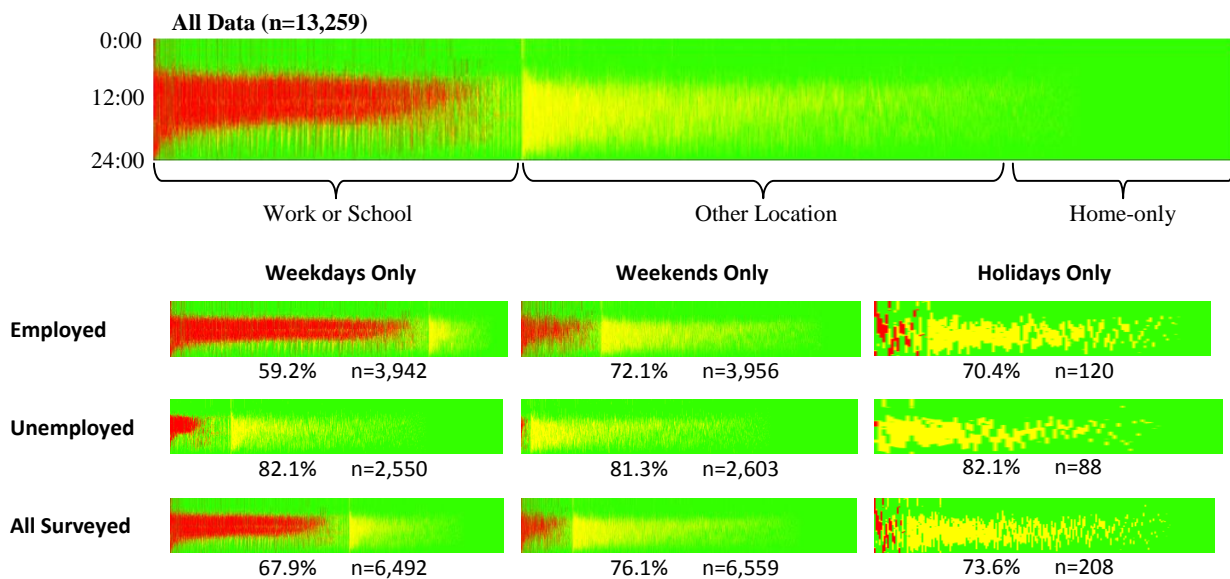 All Data (n=13,259)
0:00
12:00
24:00
Work or School Other Location Home-only
Weekdays Only Weekends Only Holidays Only
Employed
59.2% n=3,942 72.1% n=3,956 70.4% n=120
Unemployed
82.1% n=2,550 81.3% n=2,603 82.1% n=88
All Surveyed
67.9% n=6,492 76.1% n=6,559 73.6% n=208